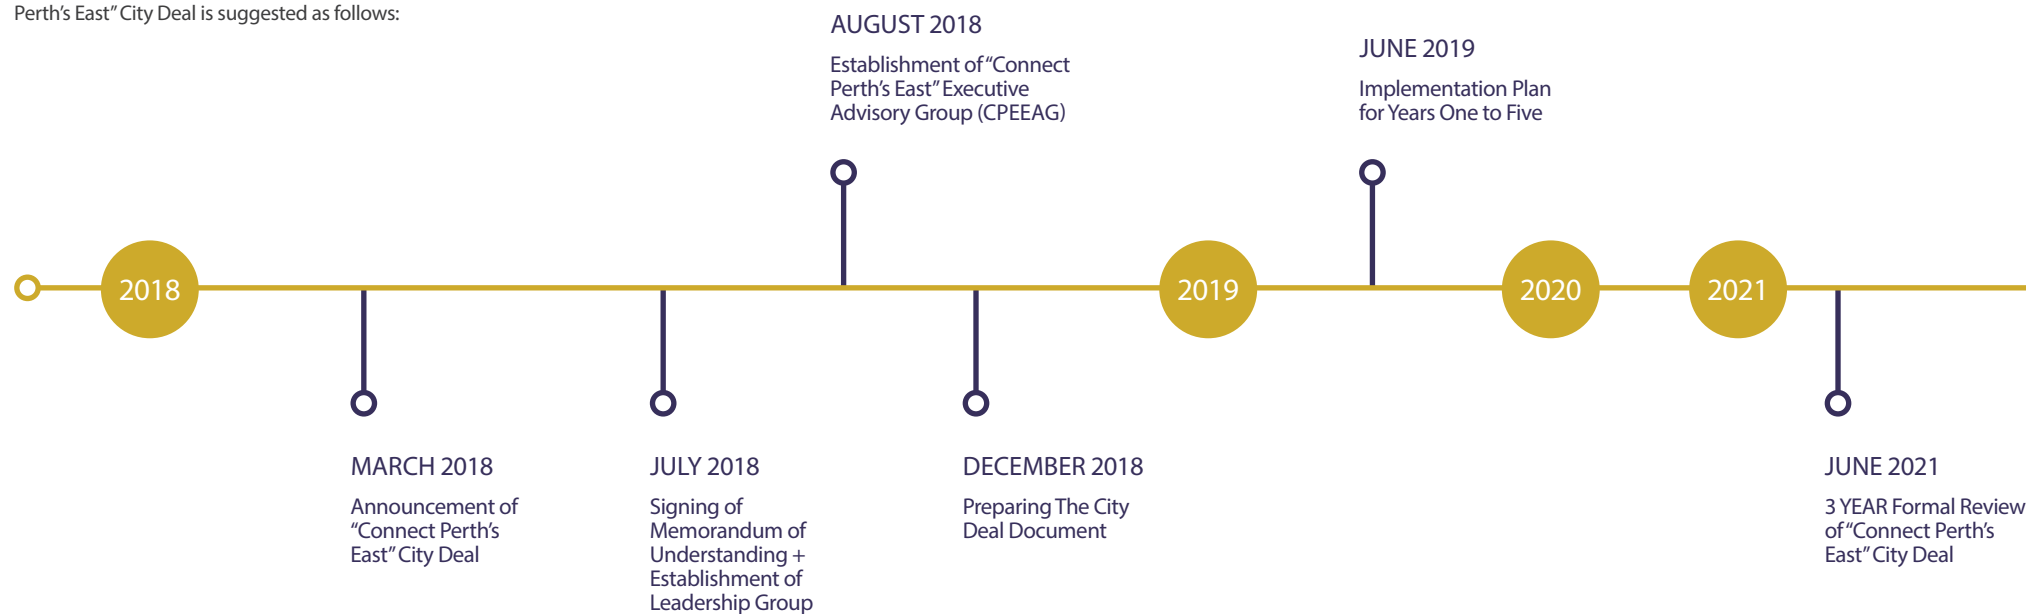 Perth's East” City Deal is suggested as follows:
AUGUST 2018
Establishment of “Connect
Perth's East” Executive
Advisory Group (CPEEAG)
JUNE 2019
Implementation Plan
for Years One to Five
2018
2019
2020
2021
MARCH 2018
Announcement of
“Connect Perth's
East” City Deal
JULY 2018
Signing of
Memorandum of
Understanding +
Establishment of
Leadership Group
DECEMBER 2018
Preparing The City
Deal Document
JUNE 2021
3 YEAR Formal Review
of “Connect Perth's
East” City Deal